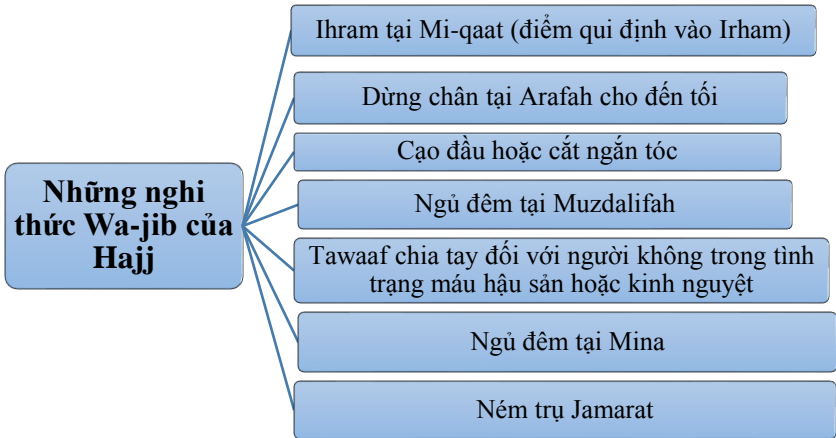 Ihram tại Mi-qaat (điểm qui định vào Irham)
Dừng chân tại Arafah cho đến tối
Cạo đầu hoặc cắt ngắn tóc
Những nghi
thức Wa-jib của
Hajj
Ngủ đêm tại Muzdalifah
Tawaaf chia tay đối với người không trong tình
trạng máu hậu sản hoặc kinh nguyệt
Ngủ đêm tại Mina
Ném trụ Jamarat